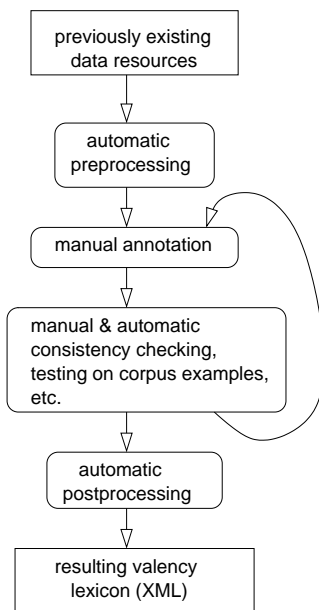 previously existing
data resources
automatic
preprocessing
manual annotation
manual & automatic
consistency checking,
testing on corpus examples,
etc.
automatic
postprocessing
resulting valency
lexicon (XML)